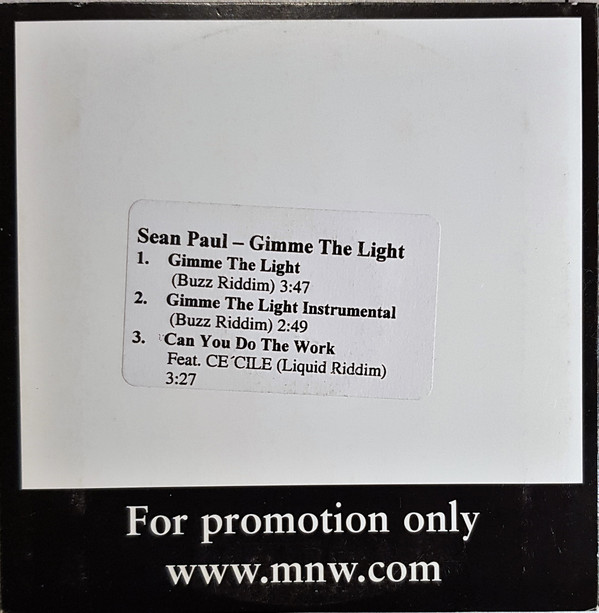 Sean Paul – Gimme The Light
1. Gimme The Light
(Buzz Riddim) 3:47
2. Gimme The Light Instrumental
(Buzz Riddim) 2:49
3. Can You Do The Work
Feat. CE´CILE (Liquid Riddim)
3:27
For promotion only
www.mnw.com